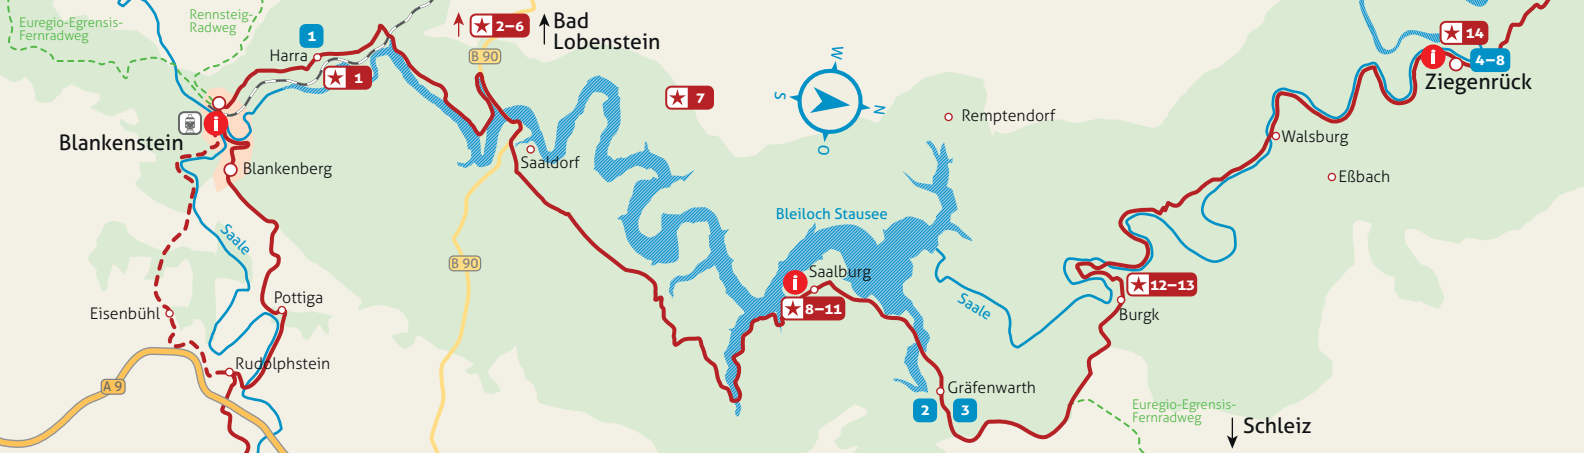 Euregio-Egrensis-
Fernradweg
Rennsteig-
Radweg
1
Harra
1
2–6
Bad
Lobenstein
B 90
7
W
S
N
O
Remptendorf
14
4–8
i
Ziegenrück
Walsburg
Eßbach
i
Blankenstein
Blankenberg
Saaldorf
Saale
Bleiloch Stausee
B 90
i
Saalburg
8–11
Saale
12–13
Burgk
Eisenbühl
Pottiga
Rudolphstein
A 9
Gräfenwarth
2
3
Euregio-Egrensis-
Fernradweg
Schleiz